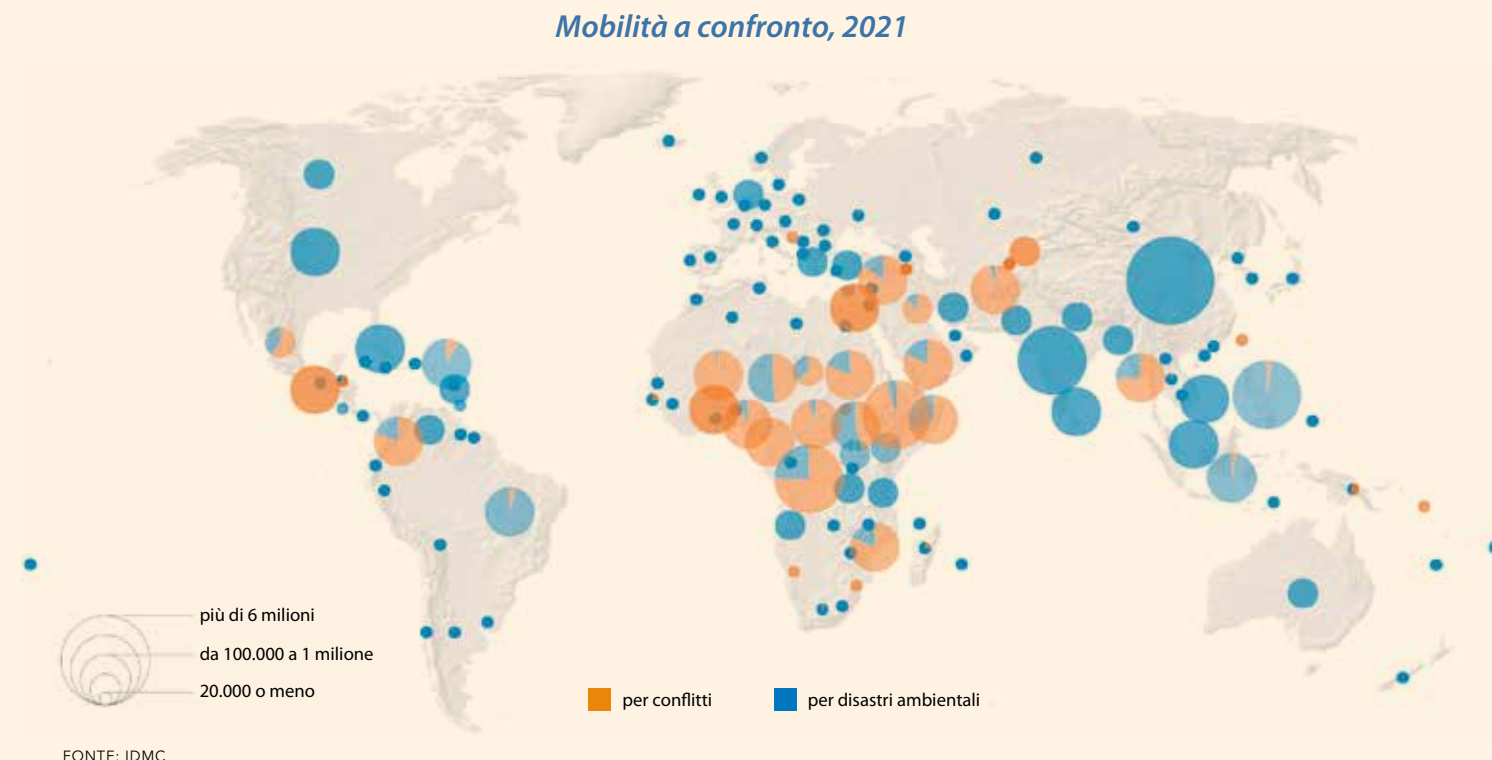 Mobilità a confronto, 2021
più di 6 milioni
da 100.000 a 1 milione
20.000 o meno
per conflitti
per disastri ambientali
FONTE: IDMC